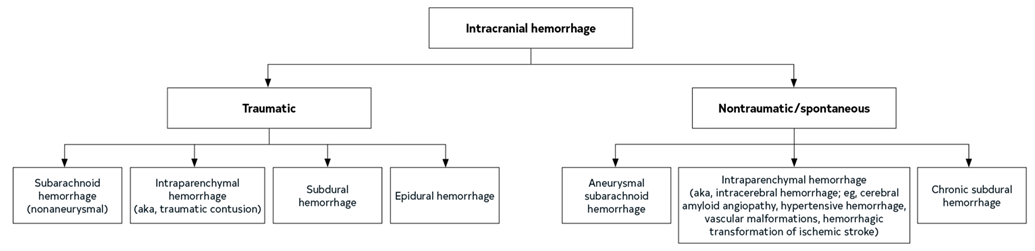 Intracranial hemorrhage
Traumatic
Nontraumatic/spontaneous
Subarachnoid
hemorrhage
(nonaneurysmal)
Intraparenchymal
hemorrhage
(aka, traumatic contusion)
Subdural
hemorrhage
Epidural hemorrhage
Aneurysmal
subarachnoid
hemorrhage
Intraparenchymal hemorrhage
(aka, intracerebral hemorrhage; eg, cerebral
amyloid angiopathy, hypertensive hemorrhage,
vascular malformations, hemorrhagic
transformation of ischemic stroke)
Chronic subdural
hemorrhage